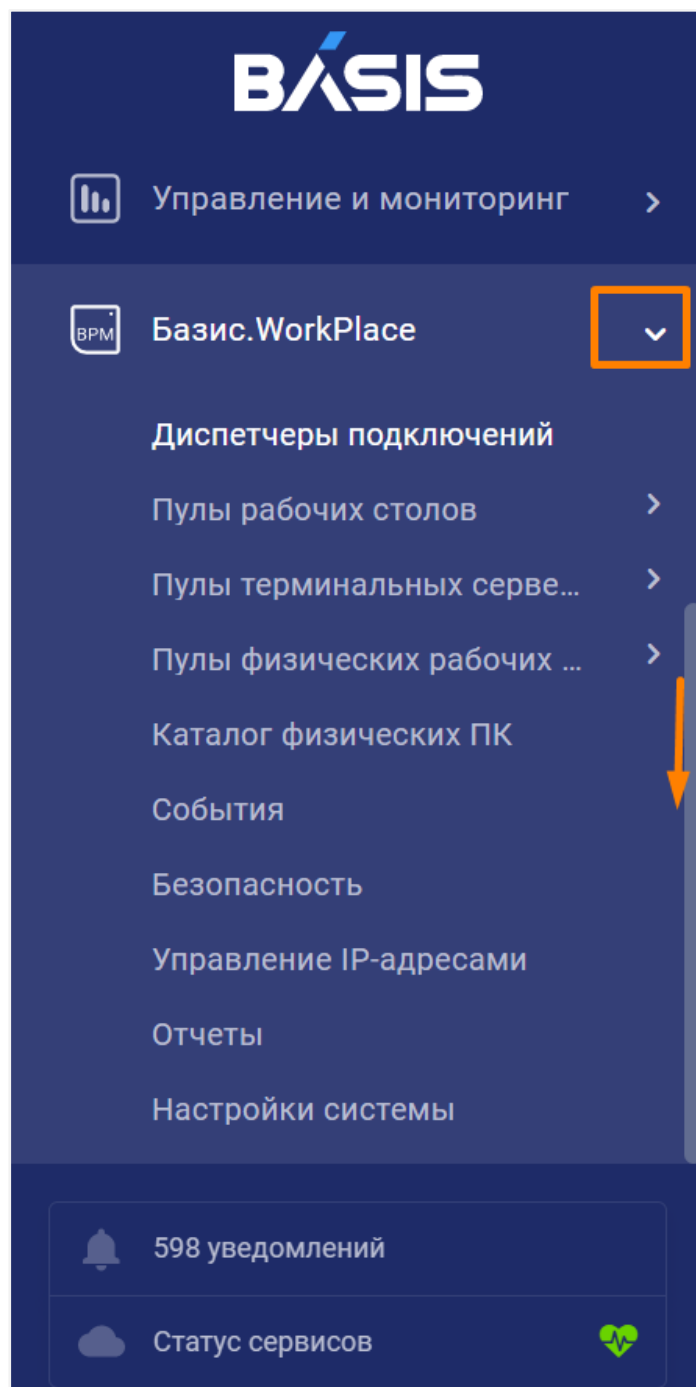 BÁSIS
Управление и мониторинг
BPM
Базис.WorkPlace
Диспетчеры подключений
Пулы рабочих столов
Пулы терминальных серве...
Пулы физических рабочих ...
Каталог физических ПК
События
Безопасность
Управление IP-адресами
Отчеты
Настройки системы
598 уведомлений
Статус сервисов